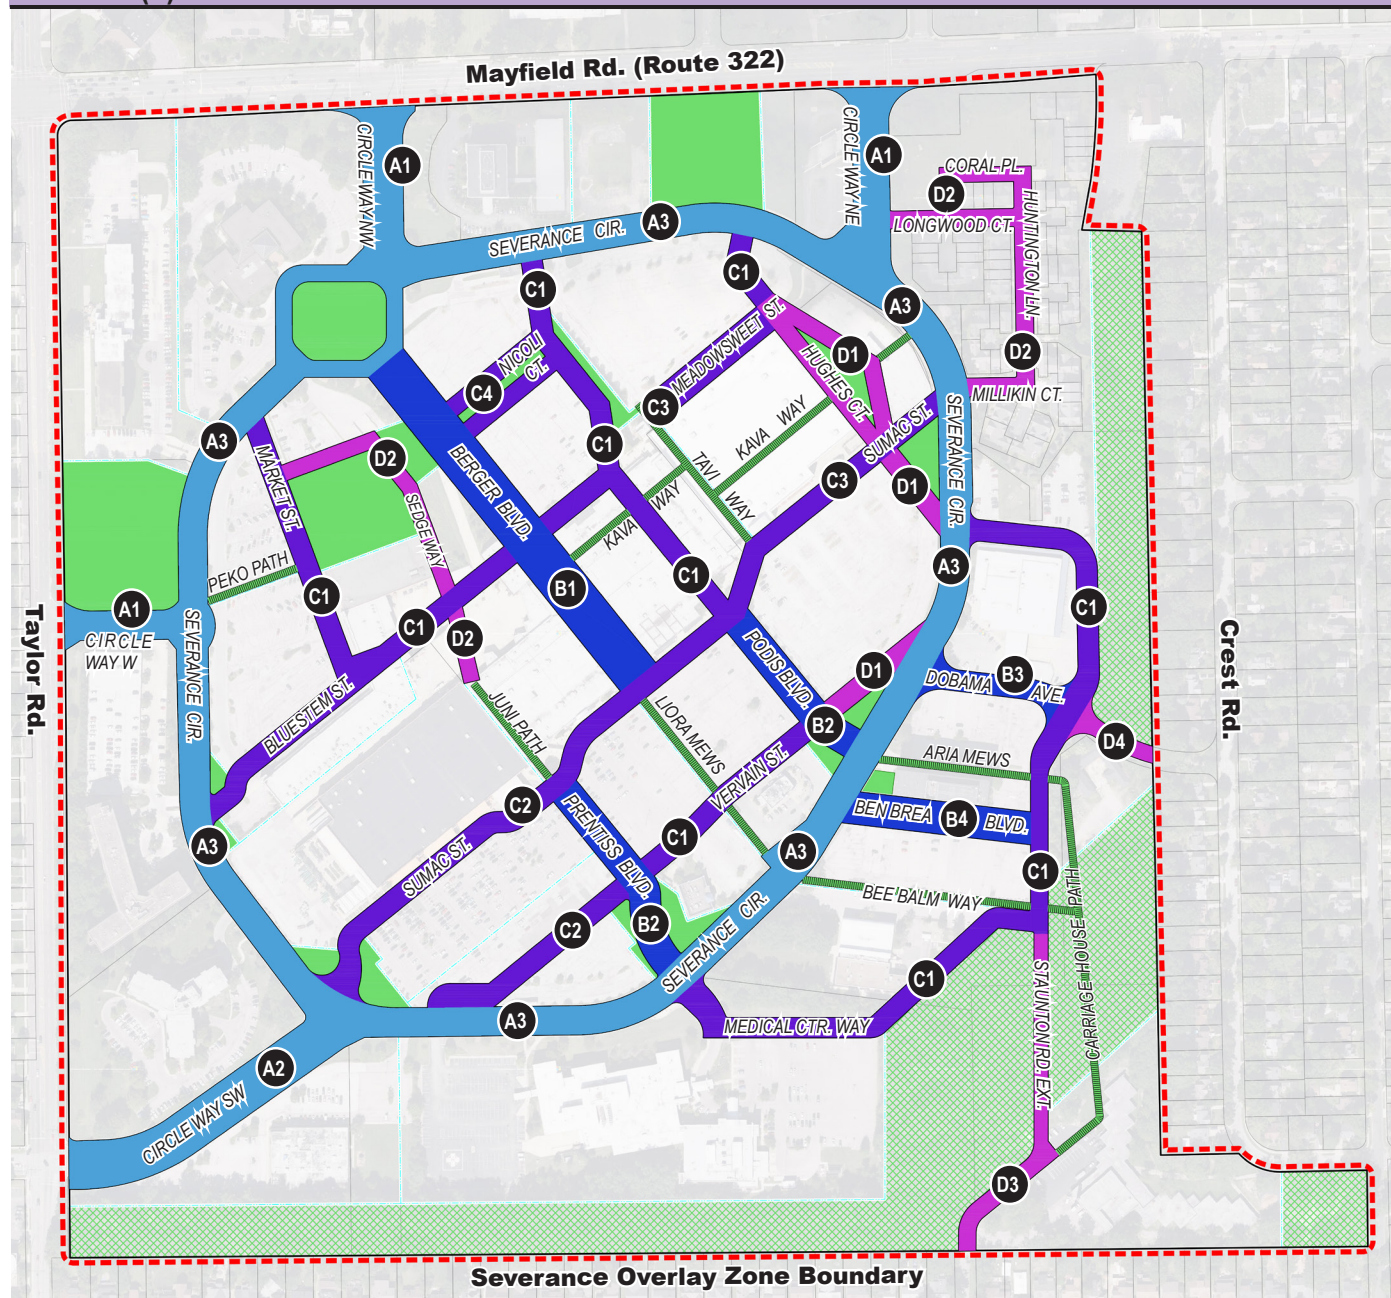 Mayfield Rd. (Route 322)
CIRCLE WAY NW
A1
CIRCLE WAY NE
A1
CORAL PL.
D2
LONGWOOD CT.
HUNTINGTON LN.
SEVERANCE CIR.
A3
C1
C1
A3
MEADOWSWEET ST.
NICOLI
CT.
C4
C3
D1
HUGHES CT.
D2
MILLIKIN CT.
A3
MARKET ST.
D2
C1
BERGER BLVD.
KAVA WAY
SUMAC ST.
SEVERANCE CIR.
TAVI WAY
C3
D1
SEDGEWAY
KAVA WAY
PEKO PATH
C1
B1
C1
A3
C1
A1
CIRCLE
WAY W
SEVERANCE CIR.
C1
D2
Taylor Rd.
Crest Rd.
PODIS BLVD.
D1
DOBAMA AVE.
B3
BLUESTEM ST.
JUNI PATH
LIORA MEWS
B2
D4
ARIA MEWS
VERVAIN ST.
C2
PRENTISS BLVD.
C1
BEN BREA BLVD.
B4
A3
A3
SUMAC ST.
C1
BEE BALM WAY
CARRIAGE HOUSE PATH
C2
B2
SEVERANCE CIR.
C1
STAUNTON RD. EXT.
A3
MEDICAL CTR. WAY
A2
CIRCLE WAY SW
D3
Severance Overlay Zone Boundary